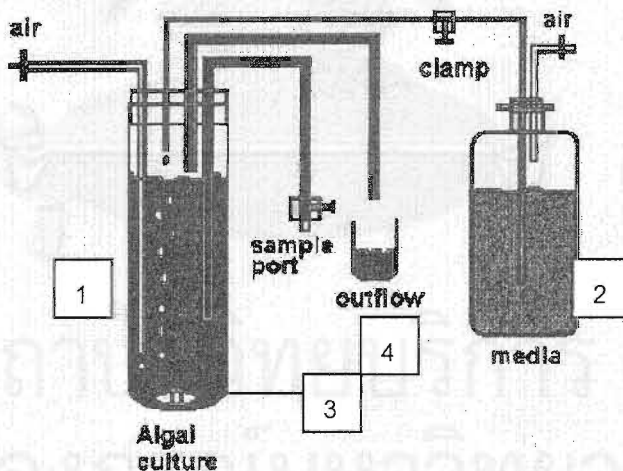 air
air
clamp
sample
port
1
outflow
2
4
media
3
Algal
culture